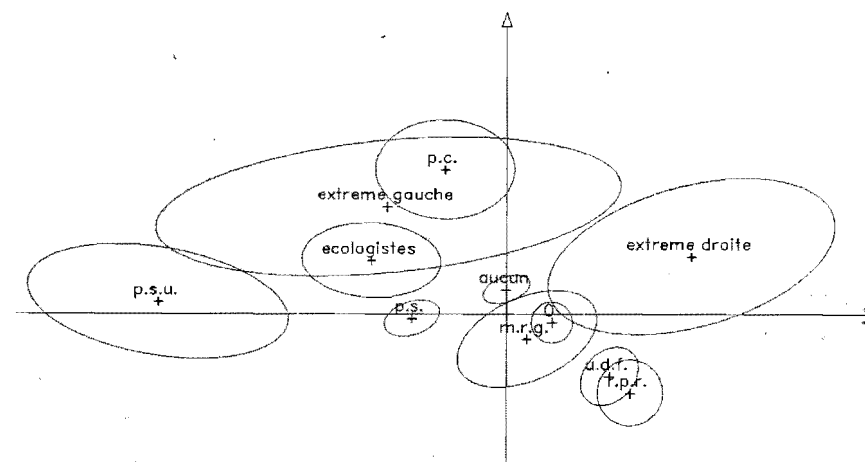 p.c.
extreme gauche
ecologistes
extreme droite
aucun
p.s.u.
p.s.
m.r.g.
u.d.f.
r.p.r.